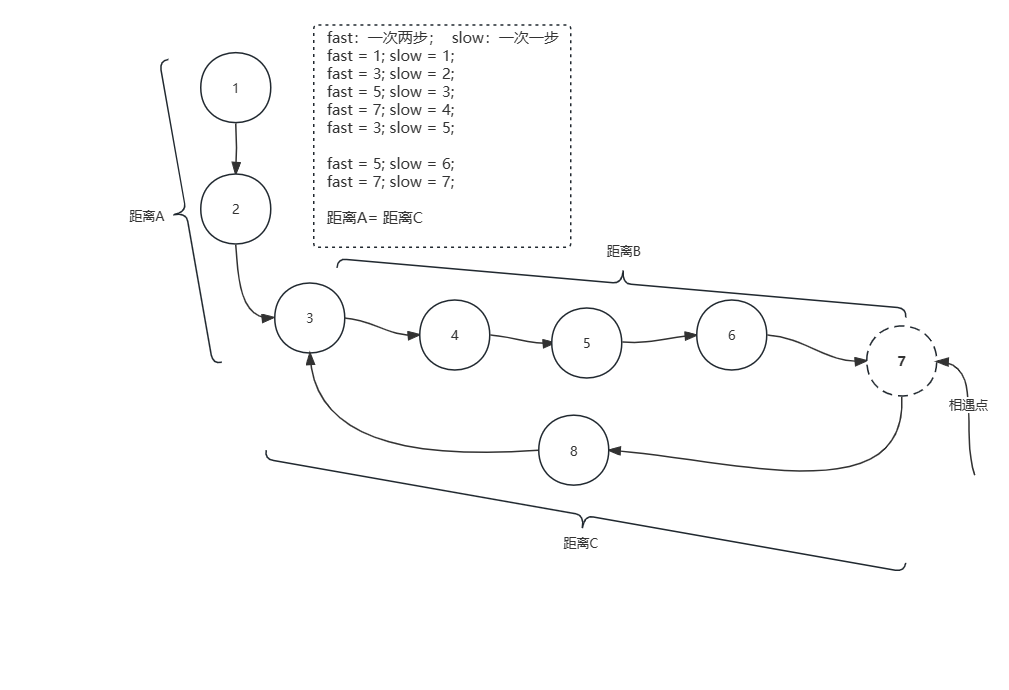 fast：一次两步；  slow：一次一步
fast = 1; slow = 1;
fast = 3; slow = 2;
fast = 5; slow = 3;
fast = 7; slow = 4;
fast = 3; slow = 5;
fast = 5; slow = 6;
fast = 7; slow = 7;
距离A= 距离C
1
距离A
2
距离B
3
4
5
6
7
相遇点
8
距离C